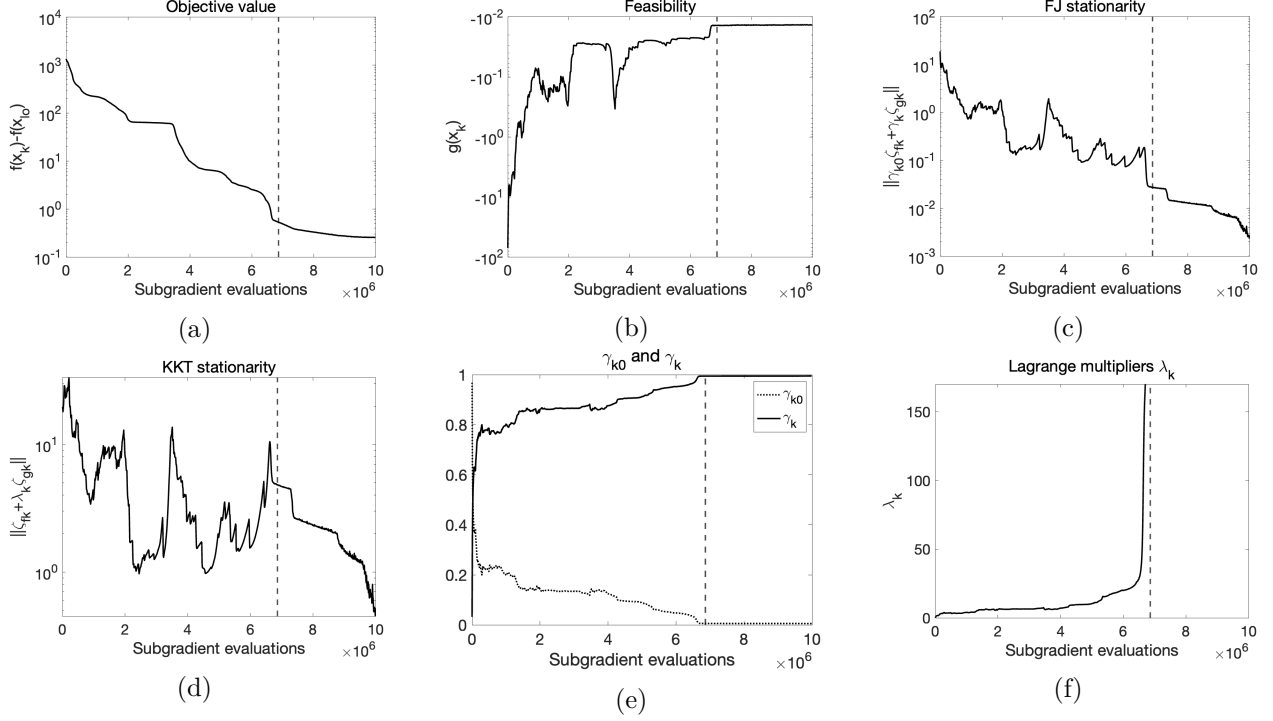 Objective value
10^4
10^3
10^2
10^1
10^0
10^-1
f(x_k)-f(x_lo)
0 2 4 6 8 10
Subgradient evaluations
×10^6
(a)
Feasibility
-10^-2
-10^-1
-10^0
-10^1
-10^2
g(x_k)
0 2 4 6 8 10
Subgradient evaluations
×10^6
(b)
FJ stationarity
10^2
10^1
10^0
10^-1
10^-2
10^-3
||γ_k0 ζ_fk+γ_k ζ_gk||
0 2 4 6 8 10
Subgradient evaluations
×10^6
(c)
KKT stationarity
10^1
10^0
||ζ_fk+λ_k ζ_gk||
0 2 4 6 8 10
Subgradient evaluations
×10^6
(d)
γ_k0 and γ_k
1
0.8
0.6
0.4
0.2
0
γ_k0
γ_k
0 2 4 6 8 10
Subgradient evaluations
×10^6
(e)
Lagrange multipliers λ_k
150
100
50
0
λ_k
0 2 4 6 8 10
Subgradient evaluations
×10^6
(f)